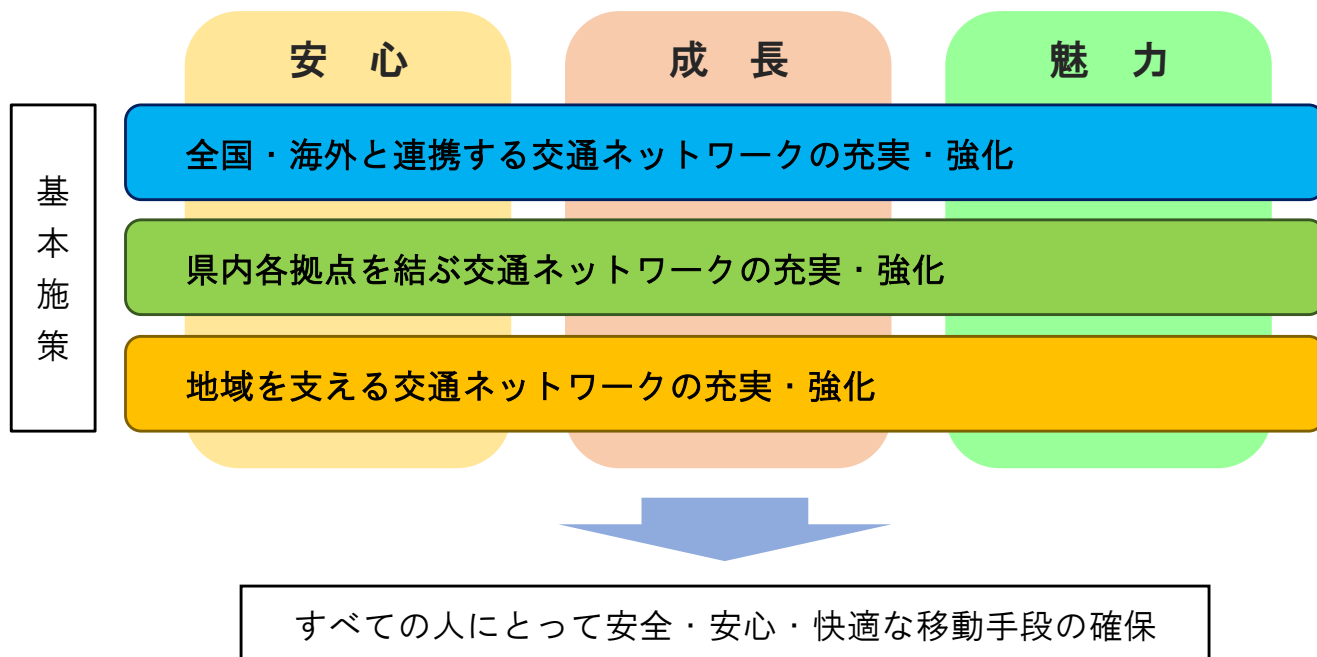 安　心
成　長
魅　力
基本施策
全国・海外と連携する交通ネットワークの充実・強化
県内各拠点を結ぶ交通ネットワークの充実・強化
地域を支える交通ネットワークの充実・強化
すべての人にとって安全・安心・快適な移動手段の確保